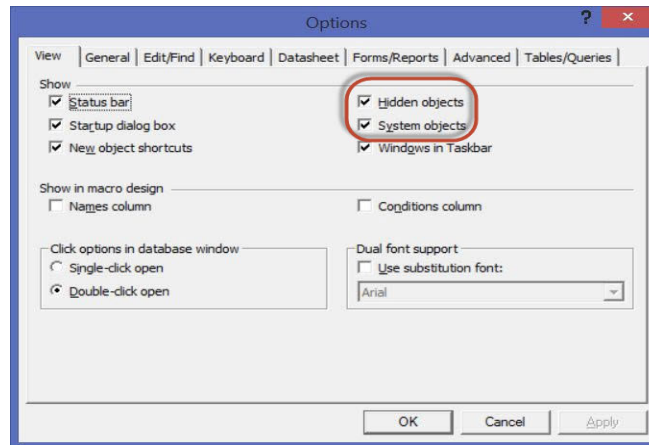 Options ? ×
View General Edit/Find Keyboard Datasheet Forms/Reports Advanced Tables/Queries
Show
Status bar Hidden objects
Startup dialog box System objects
New object shortcuts Windows in Taskbar
Show in macro design
Names column Conditions column
Click options in database window Dual font support
Single-click open Use substitution font:
Double-click open Arial
OK Cancel Apply